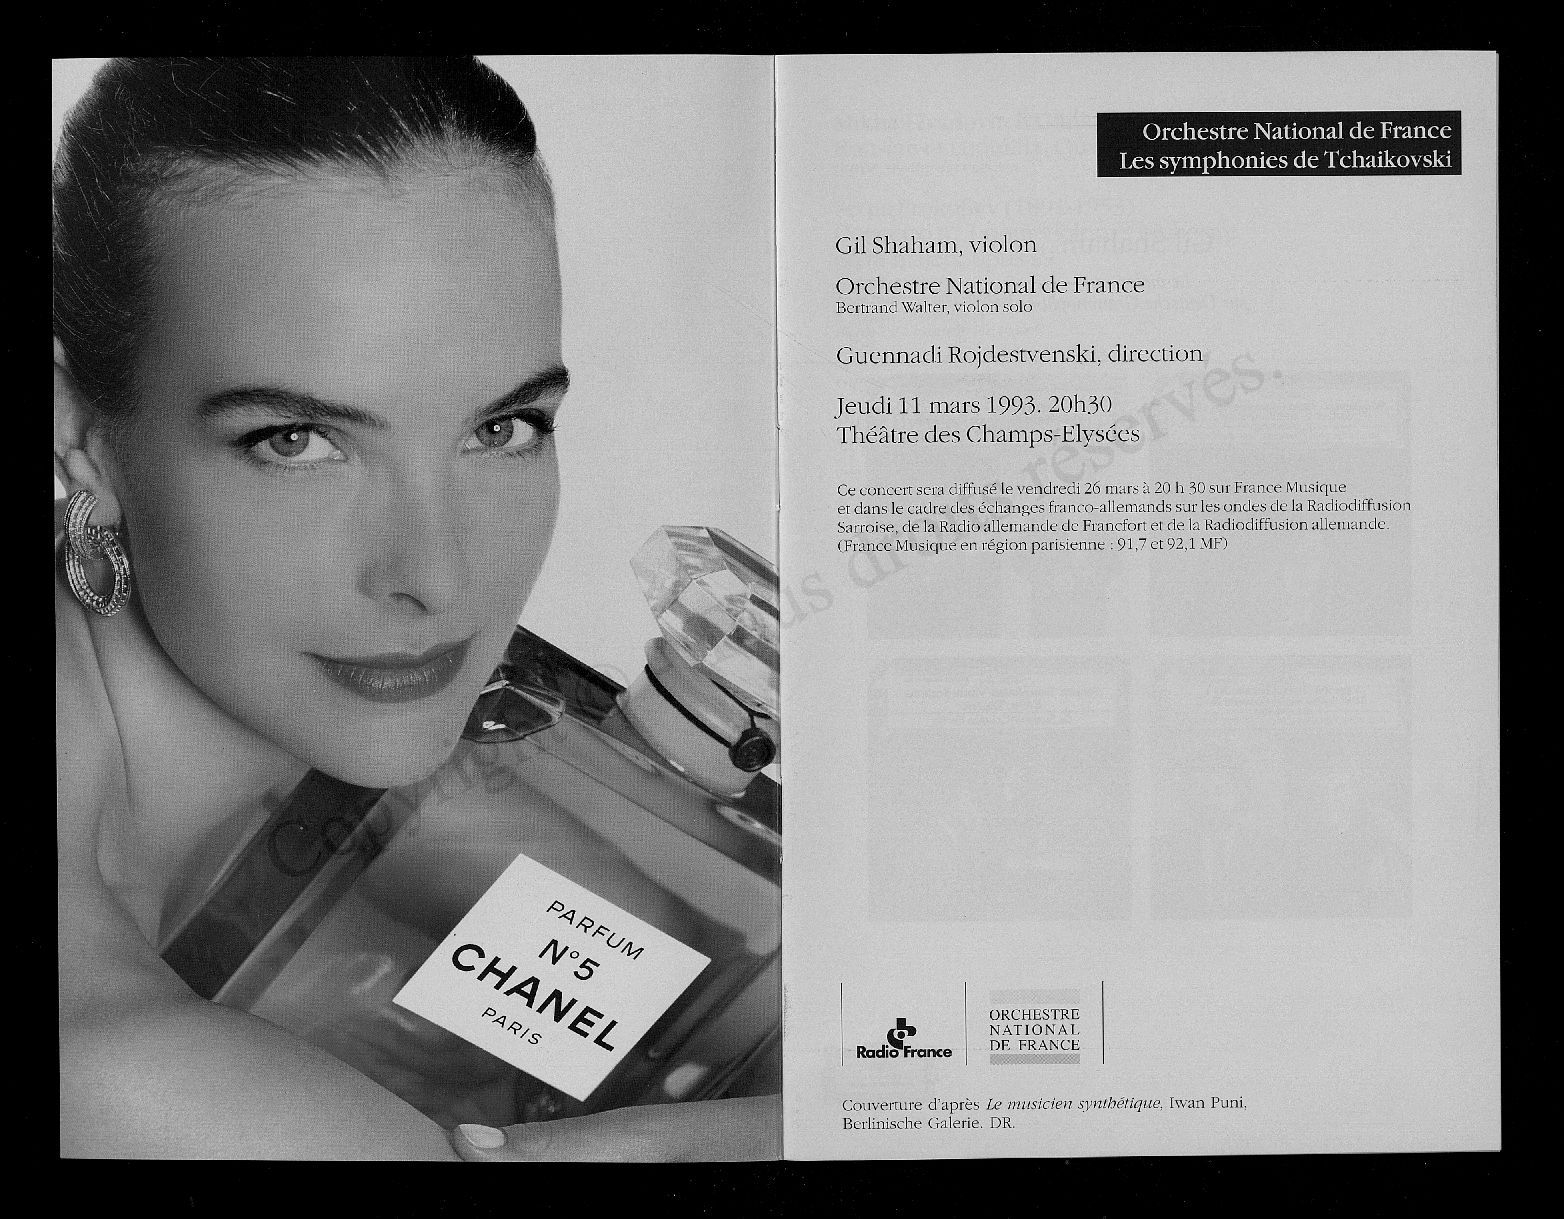 PARFUM
N°5
CHANEL
PARIS
Orchestre National de France
Les symphonies de Tchaikovski
Gil Shaham, violon
Orchestre National de France
Bertrand Walter, violon solo
Guennadi Rojdestvenski, direction
Jeudi 11 mars 1993. 20h30
Théâtre des Champs-Elysées
Ce concert sera diffusé le vendredi 26 mars à 20 h 30 sur France Musique
et dans le cadre des échanges franco-allemands sur les ondes de la Radiodiffusion
Sarroise, de la Radio allemande de Francfort et de la Radiodiffusion allemande.
(France Musique en région parisienne : 91,7 et 92,1 MF)
Radio France
ORCHESTRE
NATIONAL
DE FRANCE
Couverture d'après Le musicien synthétique, Iwan Puni,
Berlinische Galerie. DR.